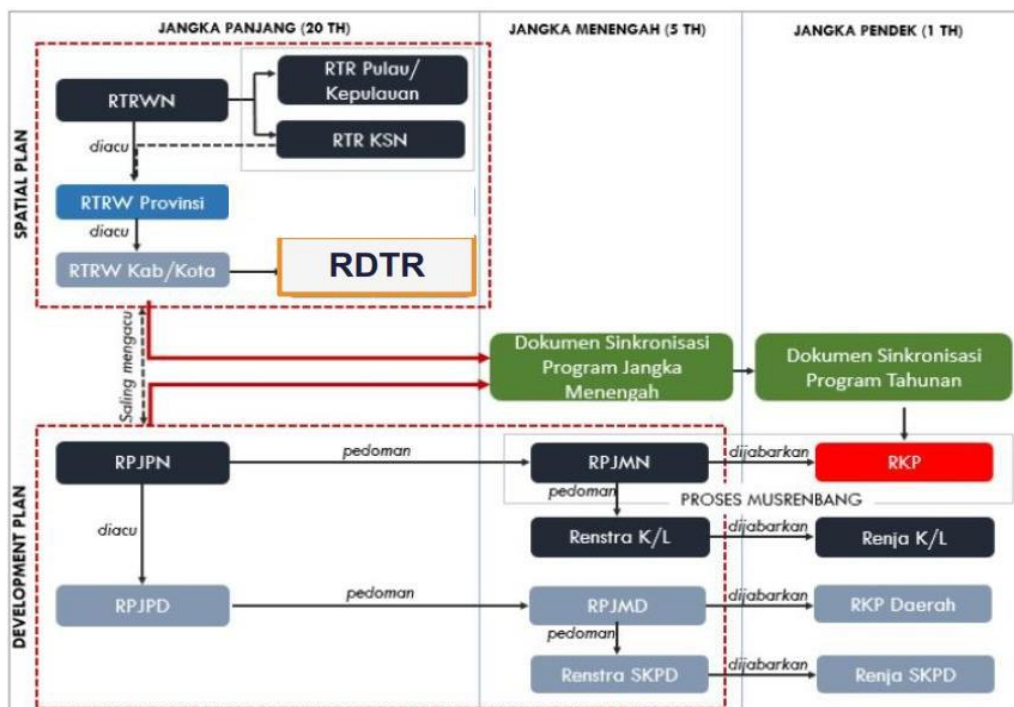 JANGKA PANJANG (20 TH)
JANGKA MENENGAH (5 TH)
JANGKA PENDEK (1 TH)
SPATIAL PLAN
RTRWN
RTR Pulau/
Kepulauan
RTR KSN
diacu
RTRW Provinsi
diacu
RTRW Kab/Kota
RDTR
Saling mengacu
Dokumen Sinkronisasi
Program Jangka
Menengah
Dokumen Sinkronisasi
Program Tahunan
DEVELOPMENT PLAN
RPJPN
pedoman
RPJMN
dijabarkan
RKP
pedoman
PROSES MUSRENBANG
diacu
Renstra K/L
dijabarkan
Renja K/L
RPJPD
pedoman
RPJMD
dijabarkan
RKP Daerah
pedoman
Renstra SKPD
dijabarkan
Renja SKPD